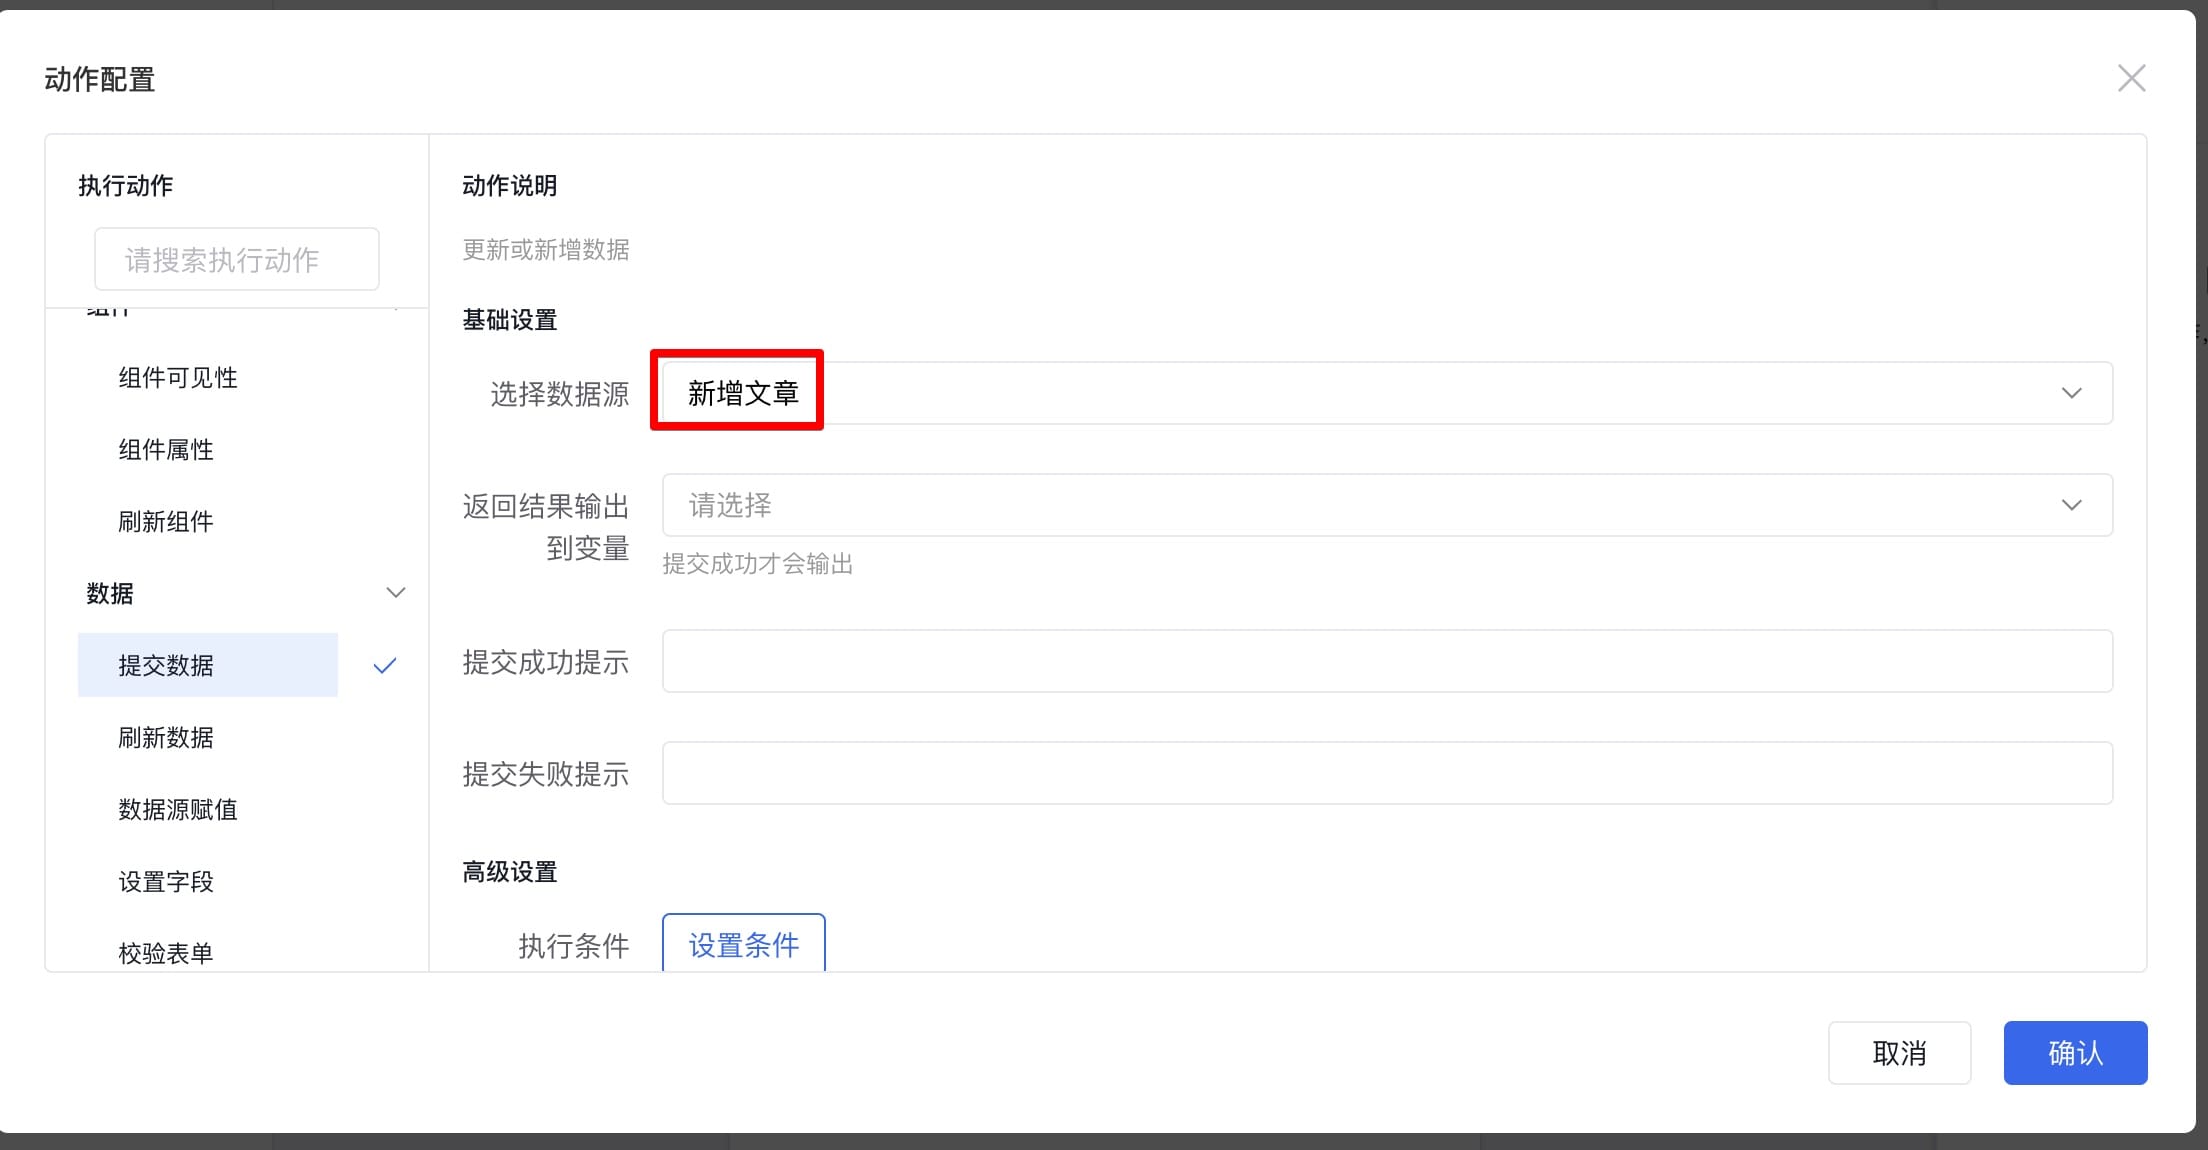 动作配置
执行动作
请搜索执行动作
组件
组件可见性
组件属性
刷新组件
数据
提交数据
刷新数据
数据源赋值
设置字段
校验表单
动作说明
更新或新增数据
基础设置
选择数据源
新增文章
返回结果输出
到变量
请选择
提交成功才会输出
提交成功提示
提交失败提示
高级设置
执行条件
设置条件
取消
确认